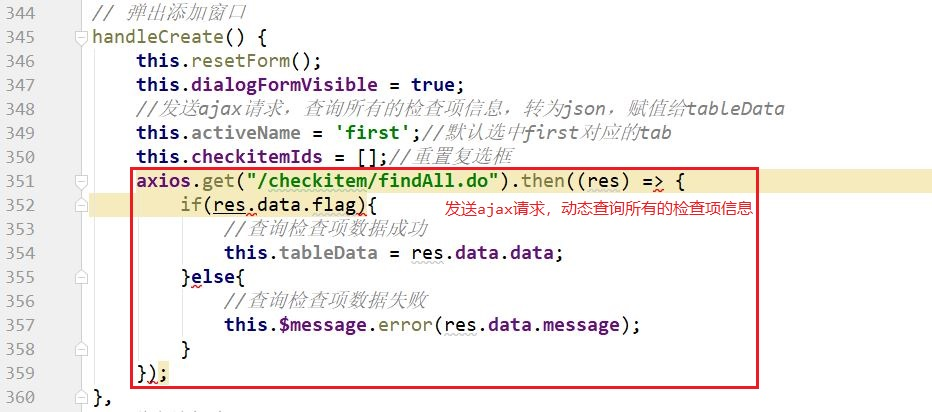 344 // 弹出添加窗口
345 handleCreate() {
346 this.resetForm();
347 this.dialogFormVisible = true;
348 //发送ajax请求，查询所有的检查项信息，转为json，赋值给tableData
349 this.activeName = 'first';//默认选中first对应的tab
350 this.checkitemIds = [];//重置复选框
351 axios.get("/checkitem/findAll.do").then((res) => {
352 if(res.data.flag){ 发送ajax请求，动态查询所有的检查项信息
353 //查询检查项数据成功
354 this.tableData = res.data.data;
355 }else{
356 //查询检查项数据失败
357 this.$message.error(res.data.message);
358 }
359 });
360 },